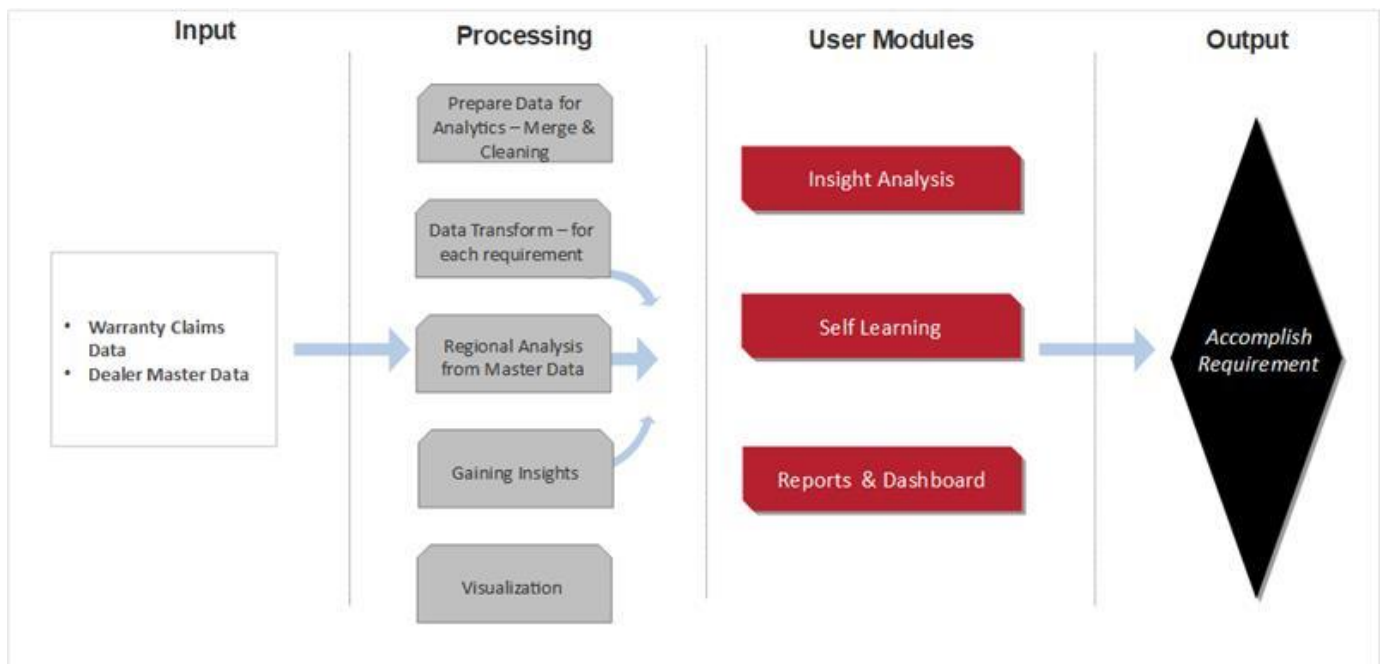 Input
Processing
User Modules
Output
• Warranty Claims
Data
• Dealer Master Data
Prepare Data for
Analytics – Merge &
Cleaning
Data Transform – for
each requirement
Regional Analysis
from Master Data
Gaining Insights
Visualization
Insight Analysis
Self Learning
Reports & Dashboard
Accomplish
Requirement